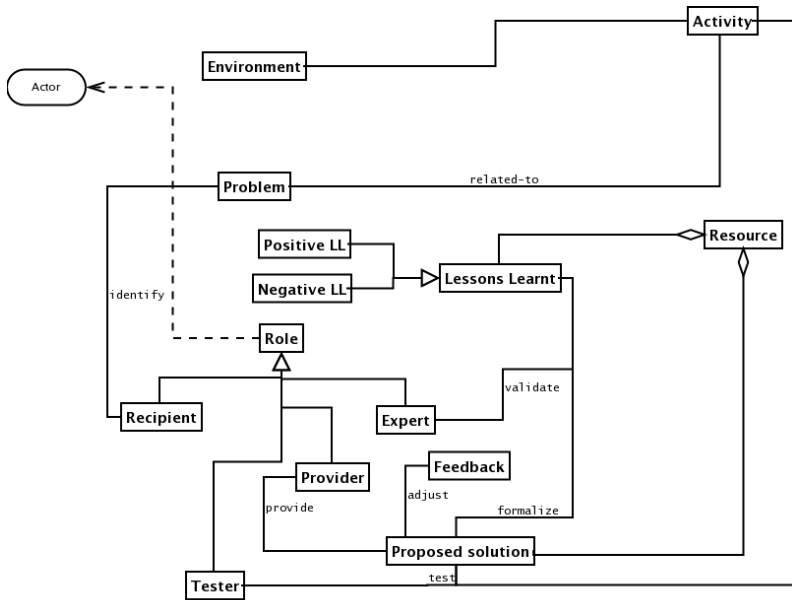 Activity
Environment
Actor
related-to
Problem
Positive LL
Resource
Negative LL
Lessons Learnt
identify
Role
validate
Recipient
Expert
Feedback
Provider
adjust
provide
formalize
Proposed solution
test
Tester